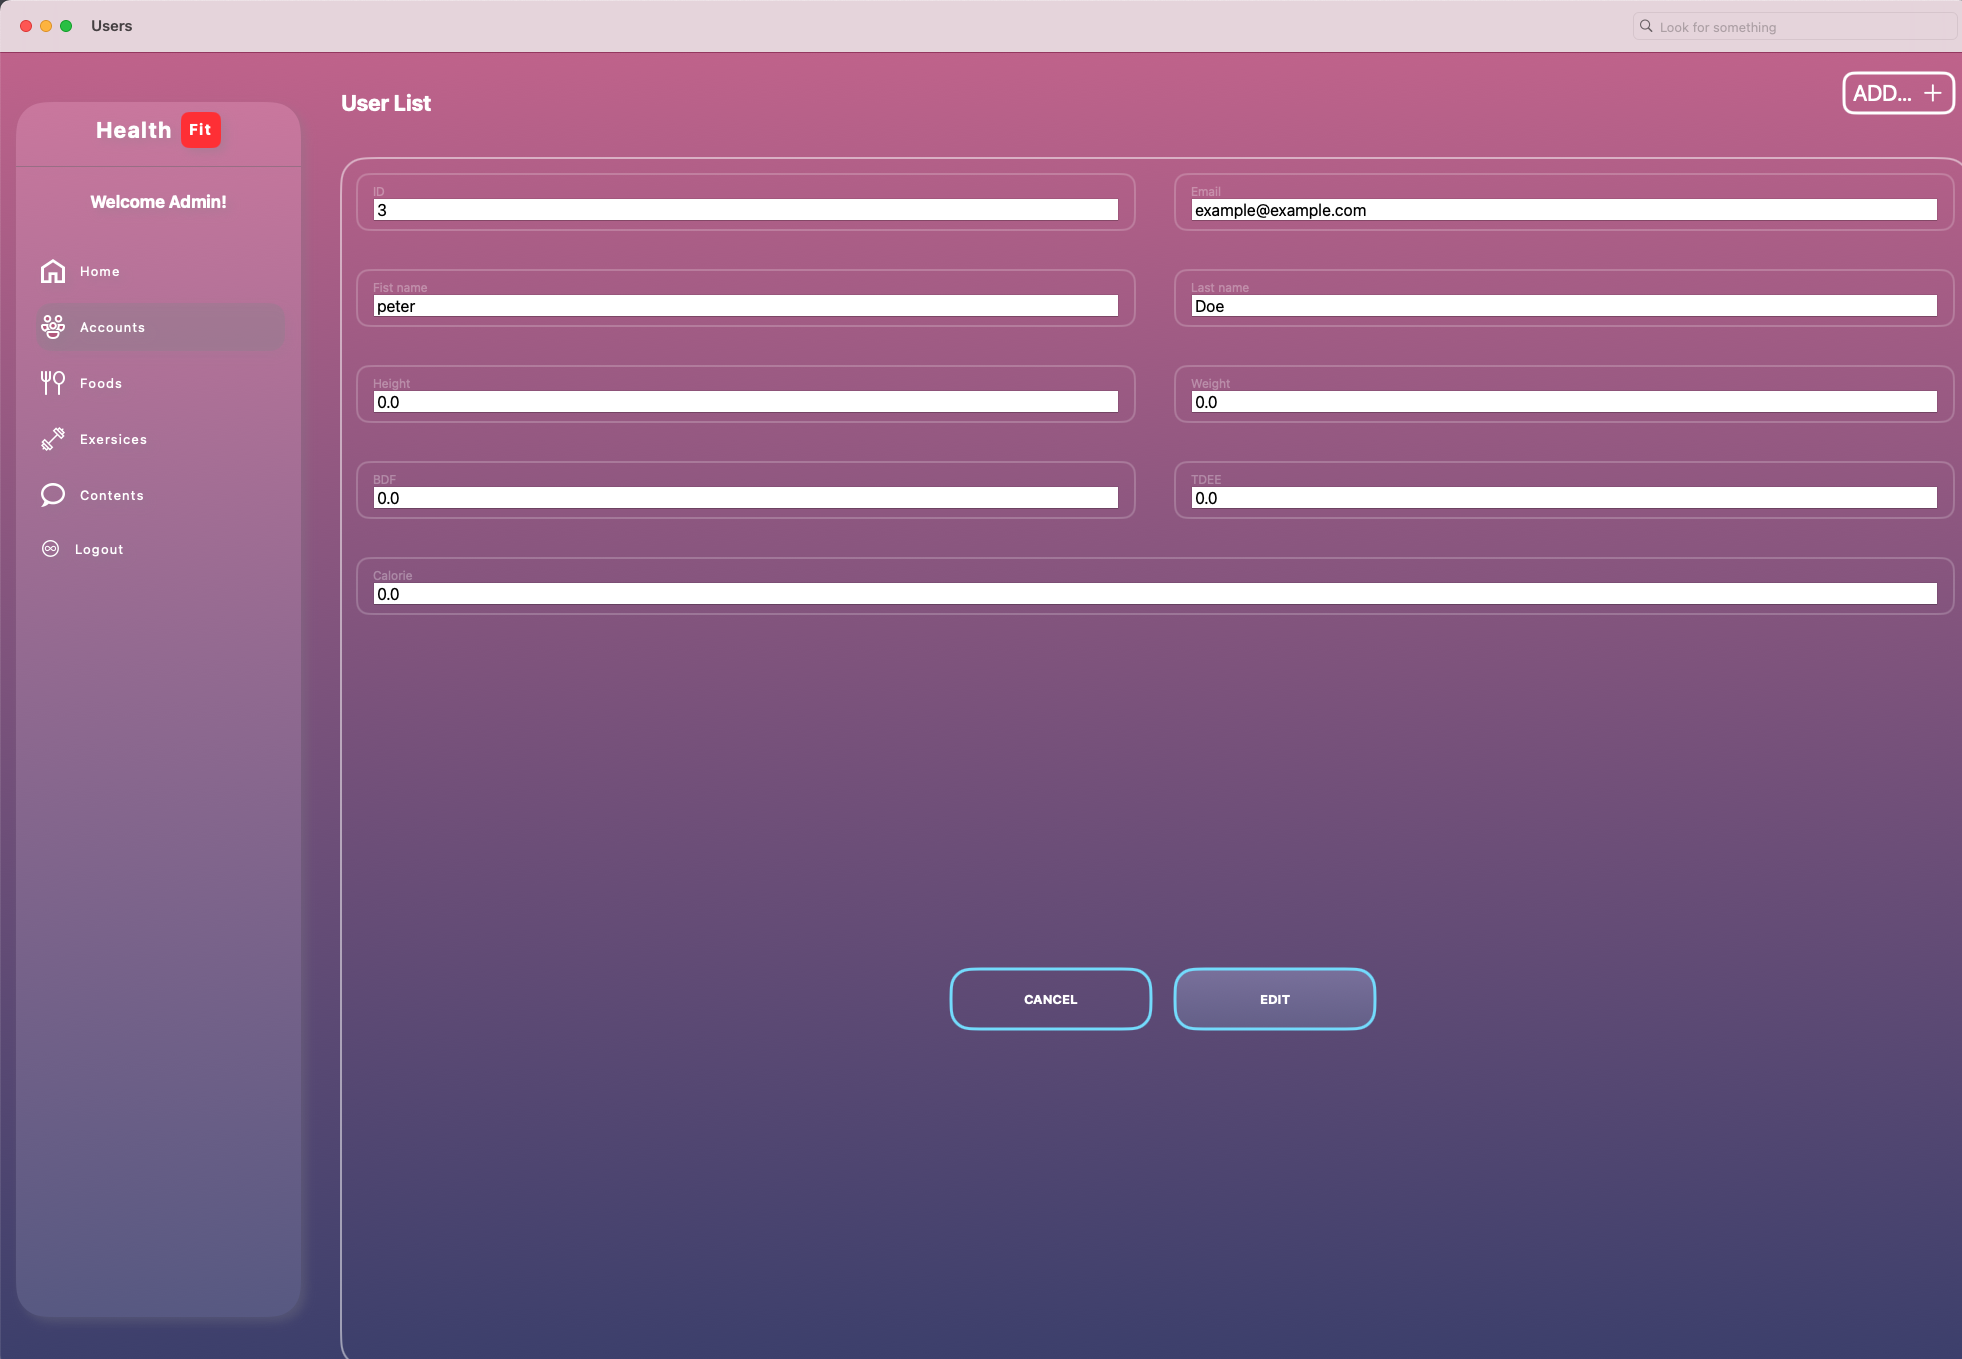 Users
Look for something
Health Fit
Welcome Admin!
Home
Accounts
Foods
Exersices
Contents
Logout
User List
ADD...
ID
3
Email
example@example.com
Fist name
peter
Last name
Doe
Height
0.0
Weight
0.0
BDF
0.0
TDEE
0.0
Calorie
0.0
CANCEL
EDIT